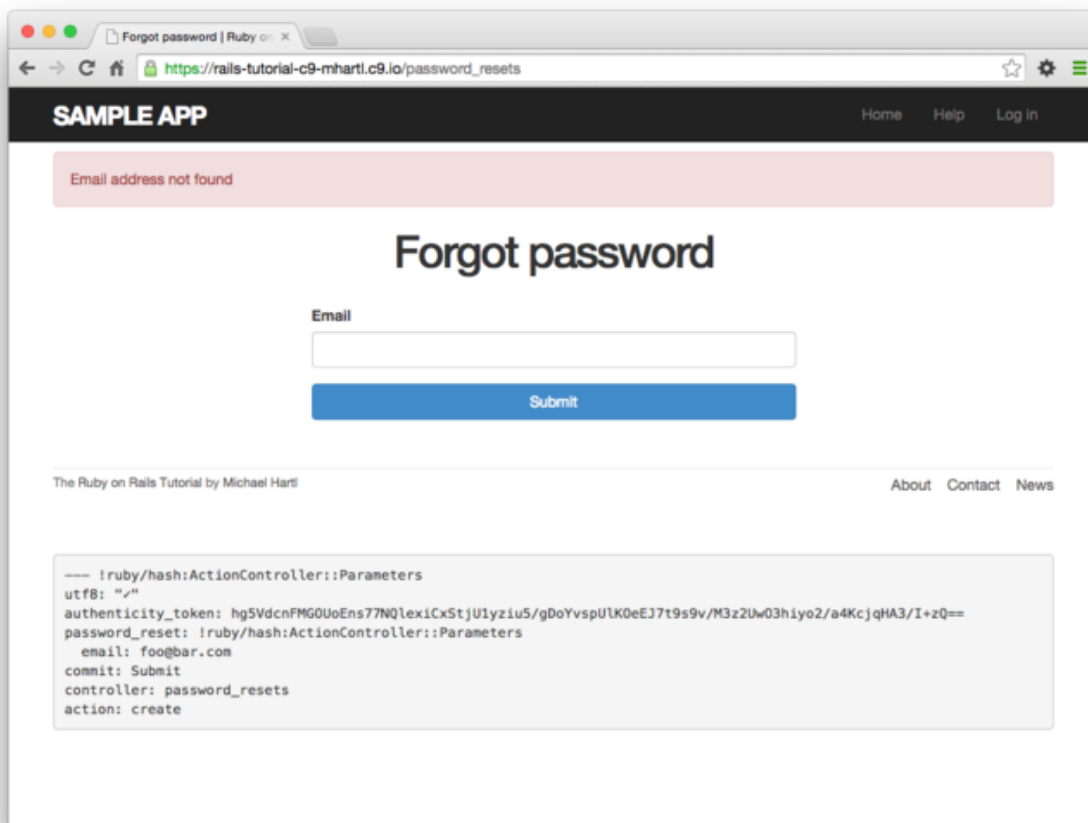 Forgot password | Ruby on
https://rails-tutorial-c9-mhartl.c9.io/password_resets
SAMPLE APP Home Help Log in
Email address not found
Forgot password
Email
Submit
The Ruby on Rails Tutorial by Michael Hartl About Contact News
--- !ruby/hash:ActionController::Parameters
utf8: "✓"
authenticity_token: hg5VdcnFMGOUoEns77NQlexiCxStjU1yziu5/gDoYvspUlKOeEJ7t9s9v/M3z2UwO3hiyo2/a4KcjqHA3/I+zQ==
password_reset: !ruby/hash:ActionController::Parameters
  email: foo@bar.com
commit: Submit
controller: password_resets
action: create